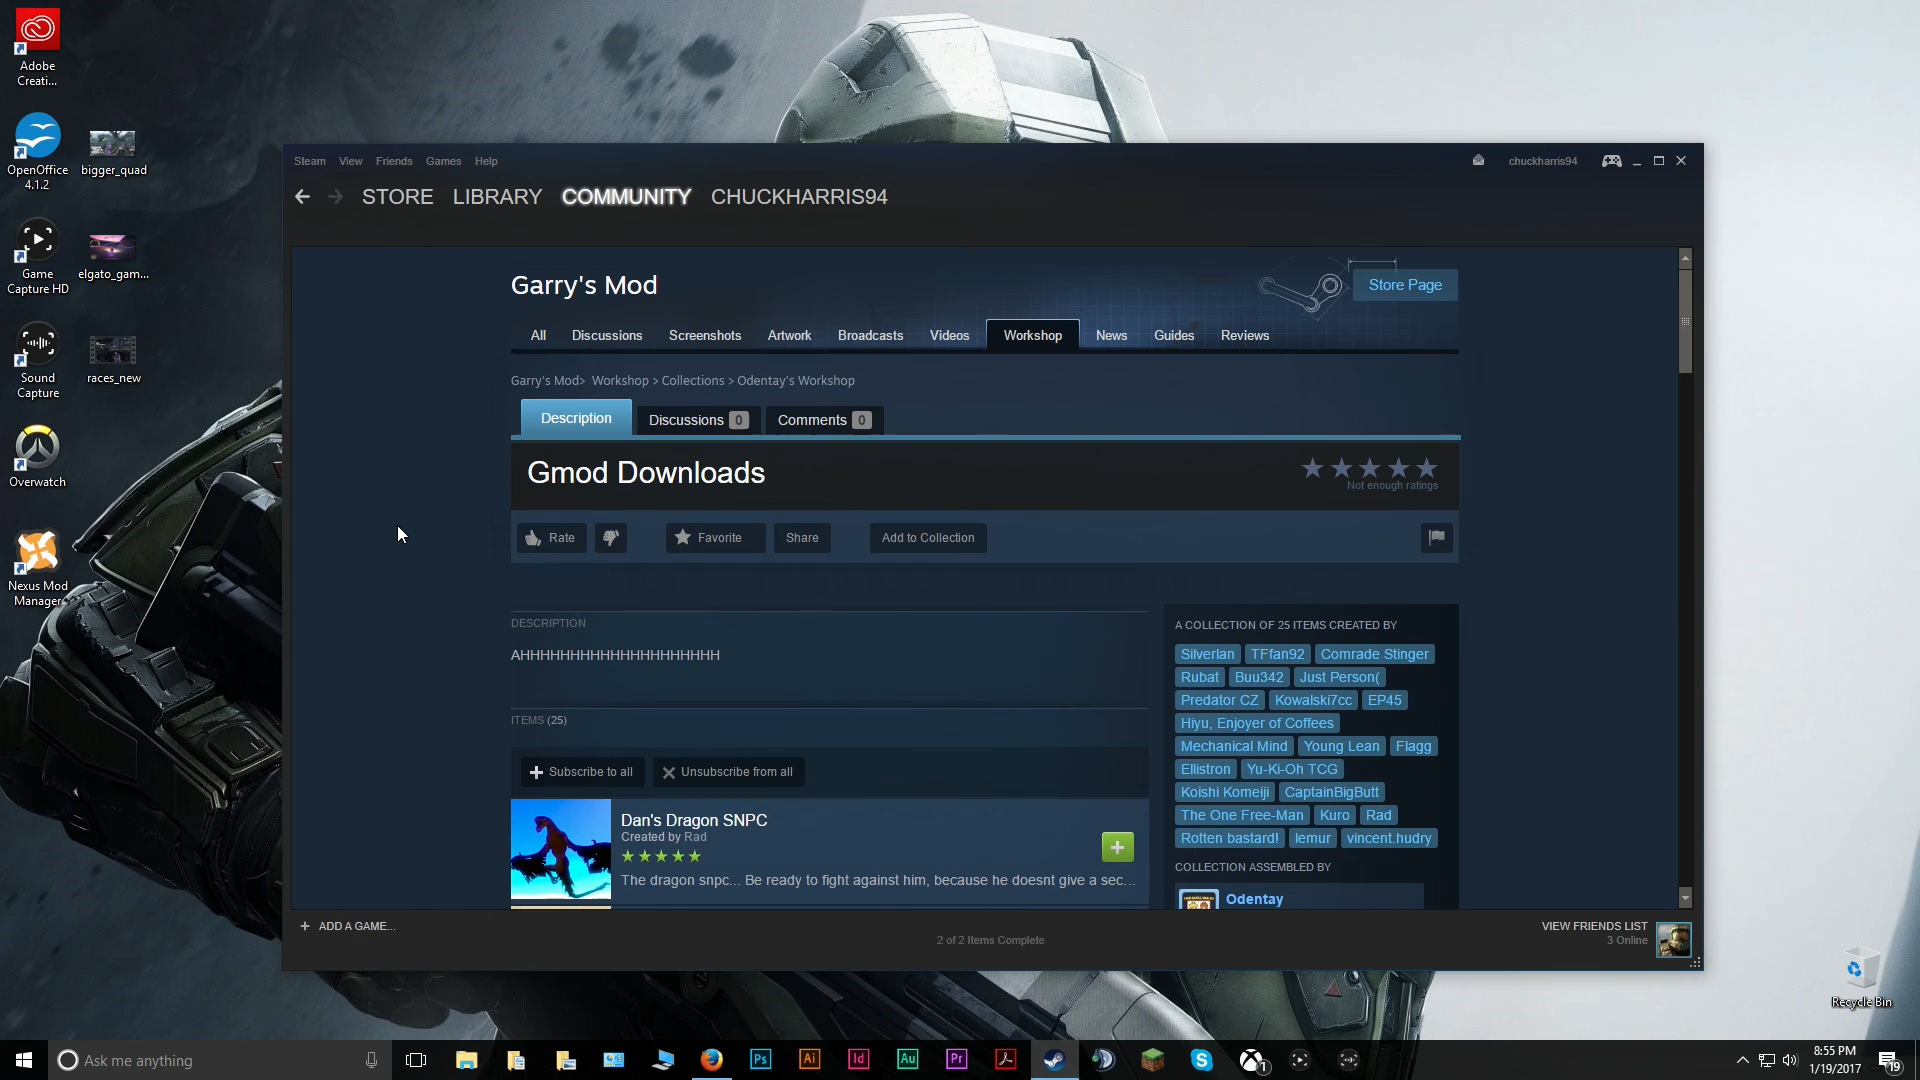 Adobe
Creati...
OpenOffice
4.1.2
bigger_quad
Game
Capture HD
elgato_gam...
Sound
Capture
races_new
Overwatch
Nexus Mod
Manager
Steam View Friends Games Help
chuckharris94
STORE LIBRARY COMMUNITY CHUCKHARRIS94
Garry's Mod
Store Page
All Discussions Screenshots Artwork Broadcasts Videos Workshop News Guides Reviews
Garry's Mod> Workshop > Collections > Odentay's Workshop
Description Discussions 0 Comments 0
Gmod Downloads
Not enough ratings
Rate Favorite Share Add to Collection
DESCRIPTION
AHHHHHHHHHHHHHHHHHHHH
ITEMS (25)
Subscribe to all Unsubscribe from all
Dan's Dragon SNPC
Created by Rad
The dragon snpc... Be ready to fight against him, because he doesnt give a sec...
A COLLECTION OF 25 ITEMS CREATED BY
Silverlan TFfan92 Comrade Stinger
Rubat Buu342 Just Person(
Predator CZ Kowalski7cc EP45
Hiyu, Enjoyer of Coffees
Mechanical Mind Young Lean Flagg
Ellistron Yu-Ki-Oh TCG
Koishi Komeiji CaptainBigButt
The One Free-Man Kuro Rad
Rotten bastard! lemur vincent.hudry
COLLECTION ASSEMBLED BY
Odentay
+ ADD A GAME...
2 of 2 Items Complete
VIEW FRIENDS LIST
3 Online
Recycle Bin
Ask me anything
Ps Ai Id Au Pr
1
8:55 PM
1/19/2017
19